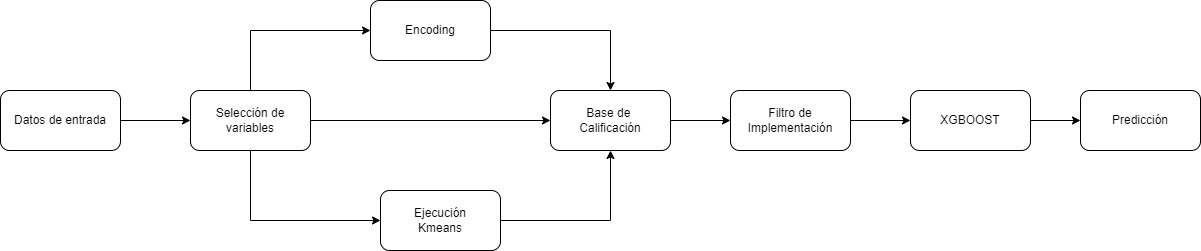 Encoding
Datos de entrada
Selección de
variables
Base de
Calificación
Filtro de
Implementación
XGBOOST
Predicción
Ejecución
Kmeans